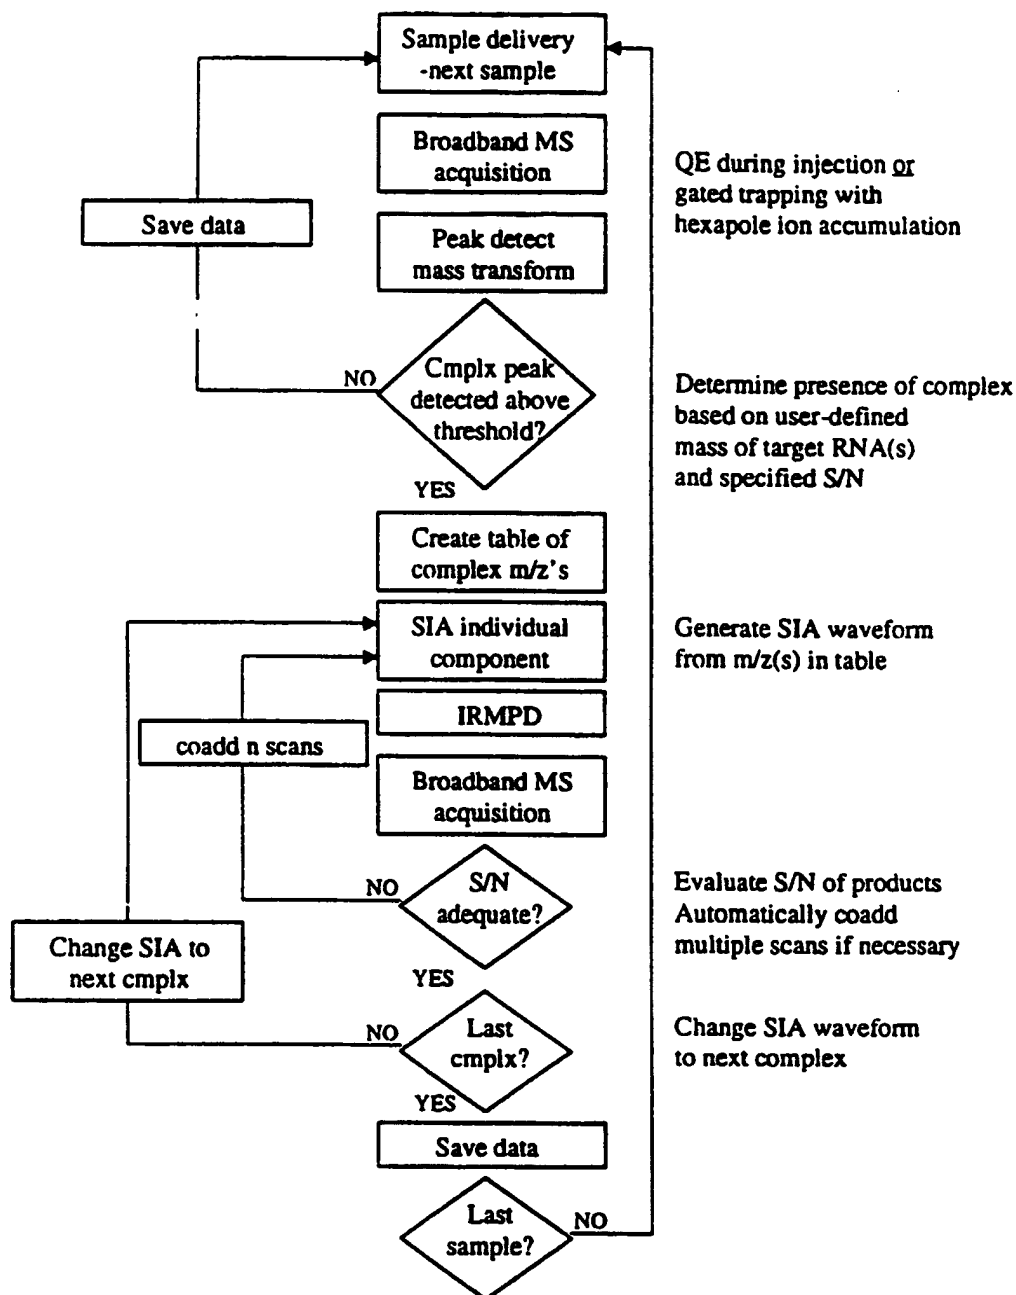 Sample delivery
-next sample
Broadband MS
acquisition
QE during injection or
gated trapping with
hexapole ion accumulation
Save data
Peak detect
mass transform
NO
Cmplx peak
detected above
threshold?
Determine presence of complex
based on user-defined
mass of target RNA(s)
and specified S/N
YES
Create table of
complex m/z's
SIA individual
component
Generate SIA waveform
from m/z(s) in table
IRMPD
coadd n scans
Broadband MS
acquisition
NO
S/N
adequate?
Evaluate S/N of products
Automatically coadd
multiple scans if necessary
Change SIA to
next cmplx
YES
NO
Last
cmplx?
Change SIA waveform
to next complex
YES
Save data
Last
sample?
NO